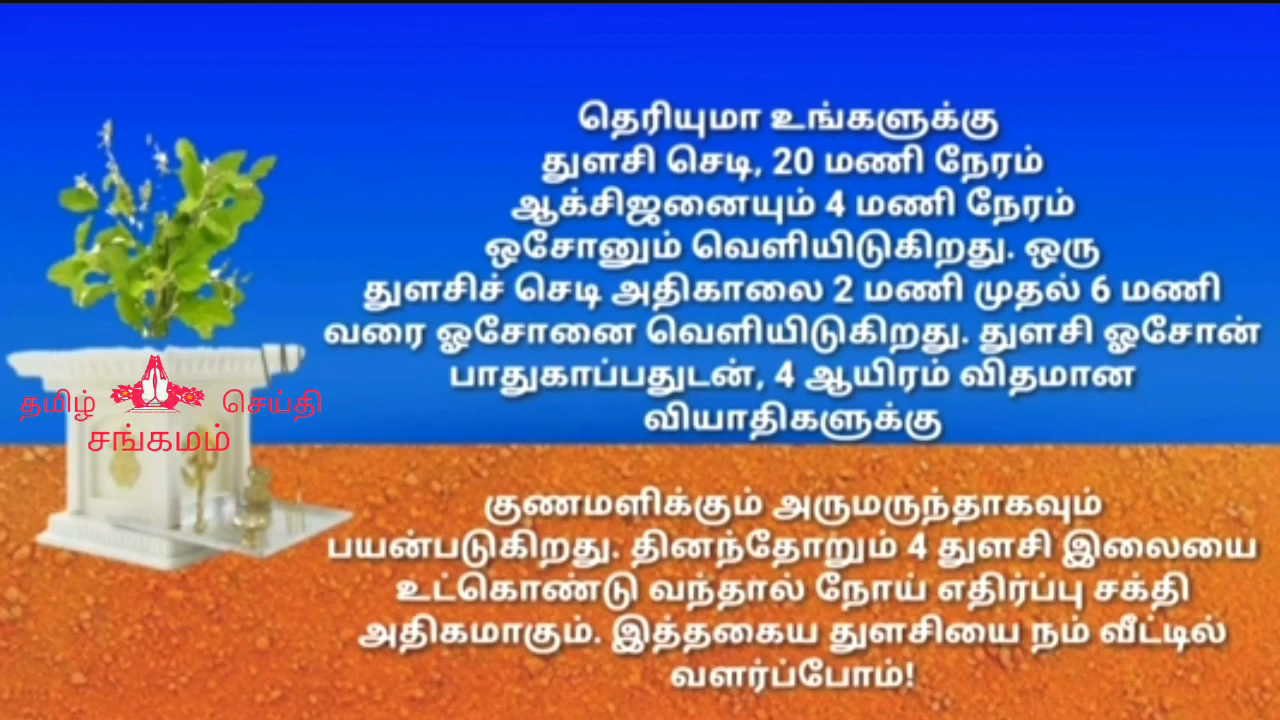 தெரியுமா உங்களுக்கு
துளசி செடி, 20 மணி நேரம்
ஆக்சிஜனையும் 4 மணி நேரம்
ஒசோனும் வெளியிடுகிறது. ஒரு
துளசிச் செடி அதிகாலை 2 மணி முதல் 6 மணி
வரை ஓசோனை வெளியிடுகிறது. துளசி ஓசோன்
பாதுகாப்பதுடன், 4 ஆயிரம் விதமான
வியாதிகளுக்கு
குணமளிக்கும் அருமருந்தாகவும்
பயன்படுகிறது. தினந்தோறும் 4 துளசி இலையை
உட்கொண்டு வந்தால் நோய் எதிர்ப்பு சக்தி
அதிகமாகும். இத்தகைய துளசியை நம் வீட்டில்
வளர்ப்போம்!
தமிழ் செய்தி
சங்கமம்